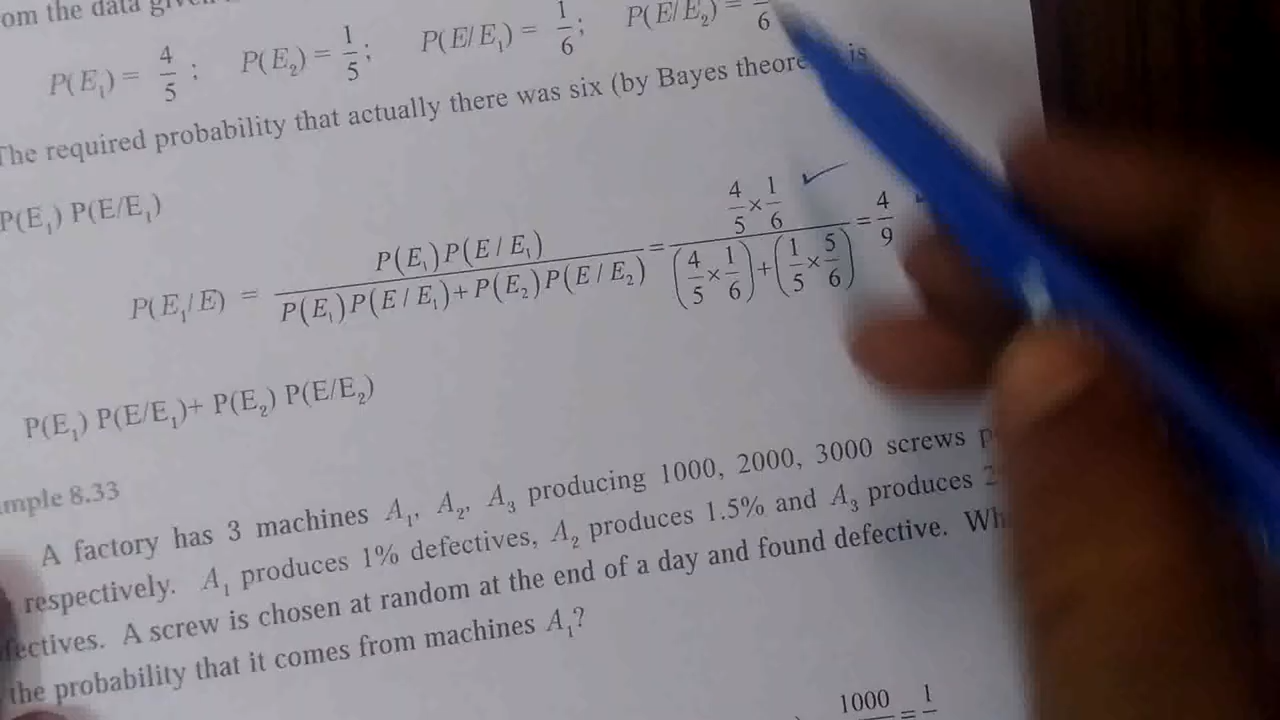 om the data given
P(E₁) = 4/5 ; P(E₂) = 1/5; P(E/E₁) = 1/6; P(E/E₂) = /6
The required probability that actually there was six (by Bayes theore is
P(E₁) P(E/E₁)
P(E₁/E) = P(E₁)P(E / E₁) / P(E₁)P(E / E₁)+P(E₂)P(E / E₂) = 4/5 × 1/6 / (4/5 × 1/6)+(1/5 × 5/6) = 4/9
P(E₁) P(E/E₁)+ P(E₂) P(E/E₂)
mple 8.33
A factory has 3 machines A₁, A₂, A₃ producing 1000, 2000, 3000 screws p
respectively. A₁ produces 1% defectives, A₂ produces 1.5% and A₃ produces 2
fectives. A screw is chosen at random at the end of a day and found defective. Wh
the probability that it comes from machines A₁?
1000 = 1